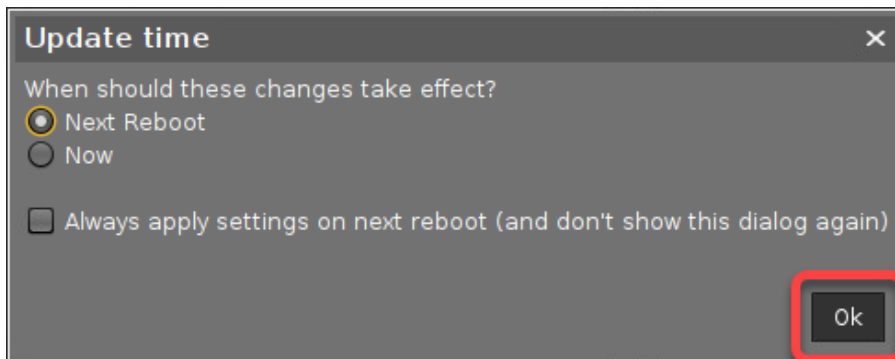 Update time
When should these changes take effect?
Next Reboot
Now
Always apply settings on next reboot (and don't show this dialog again)
Ok